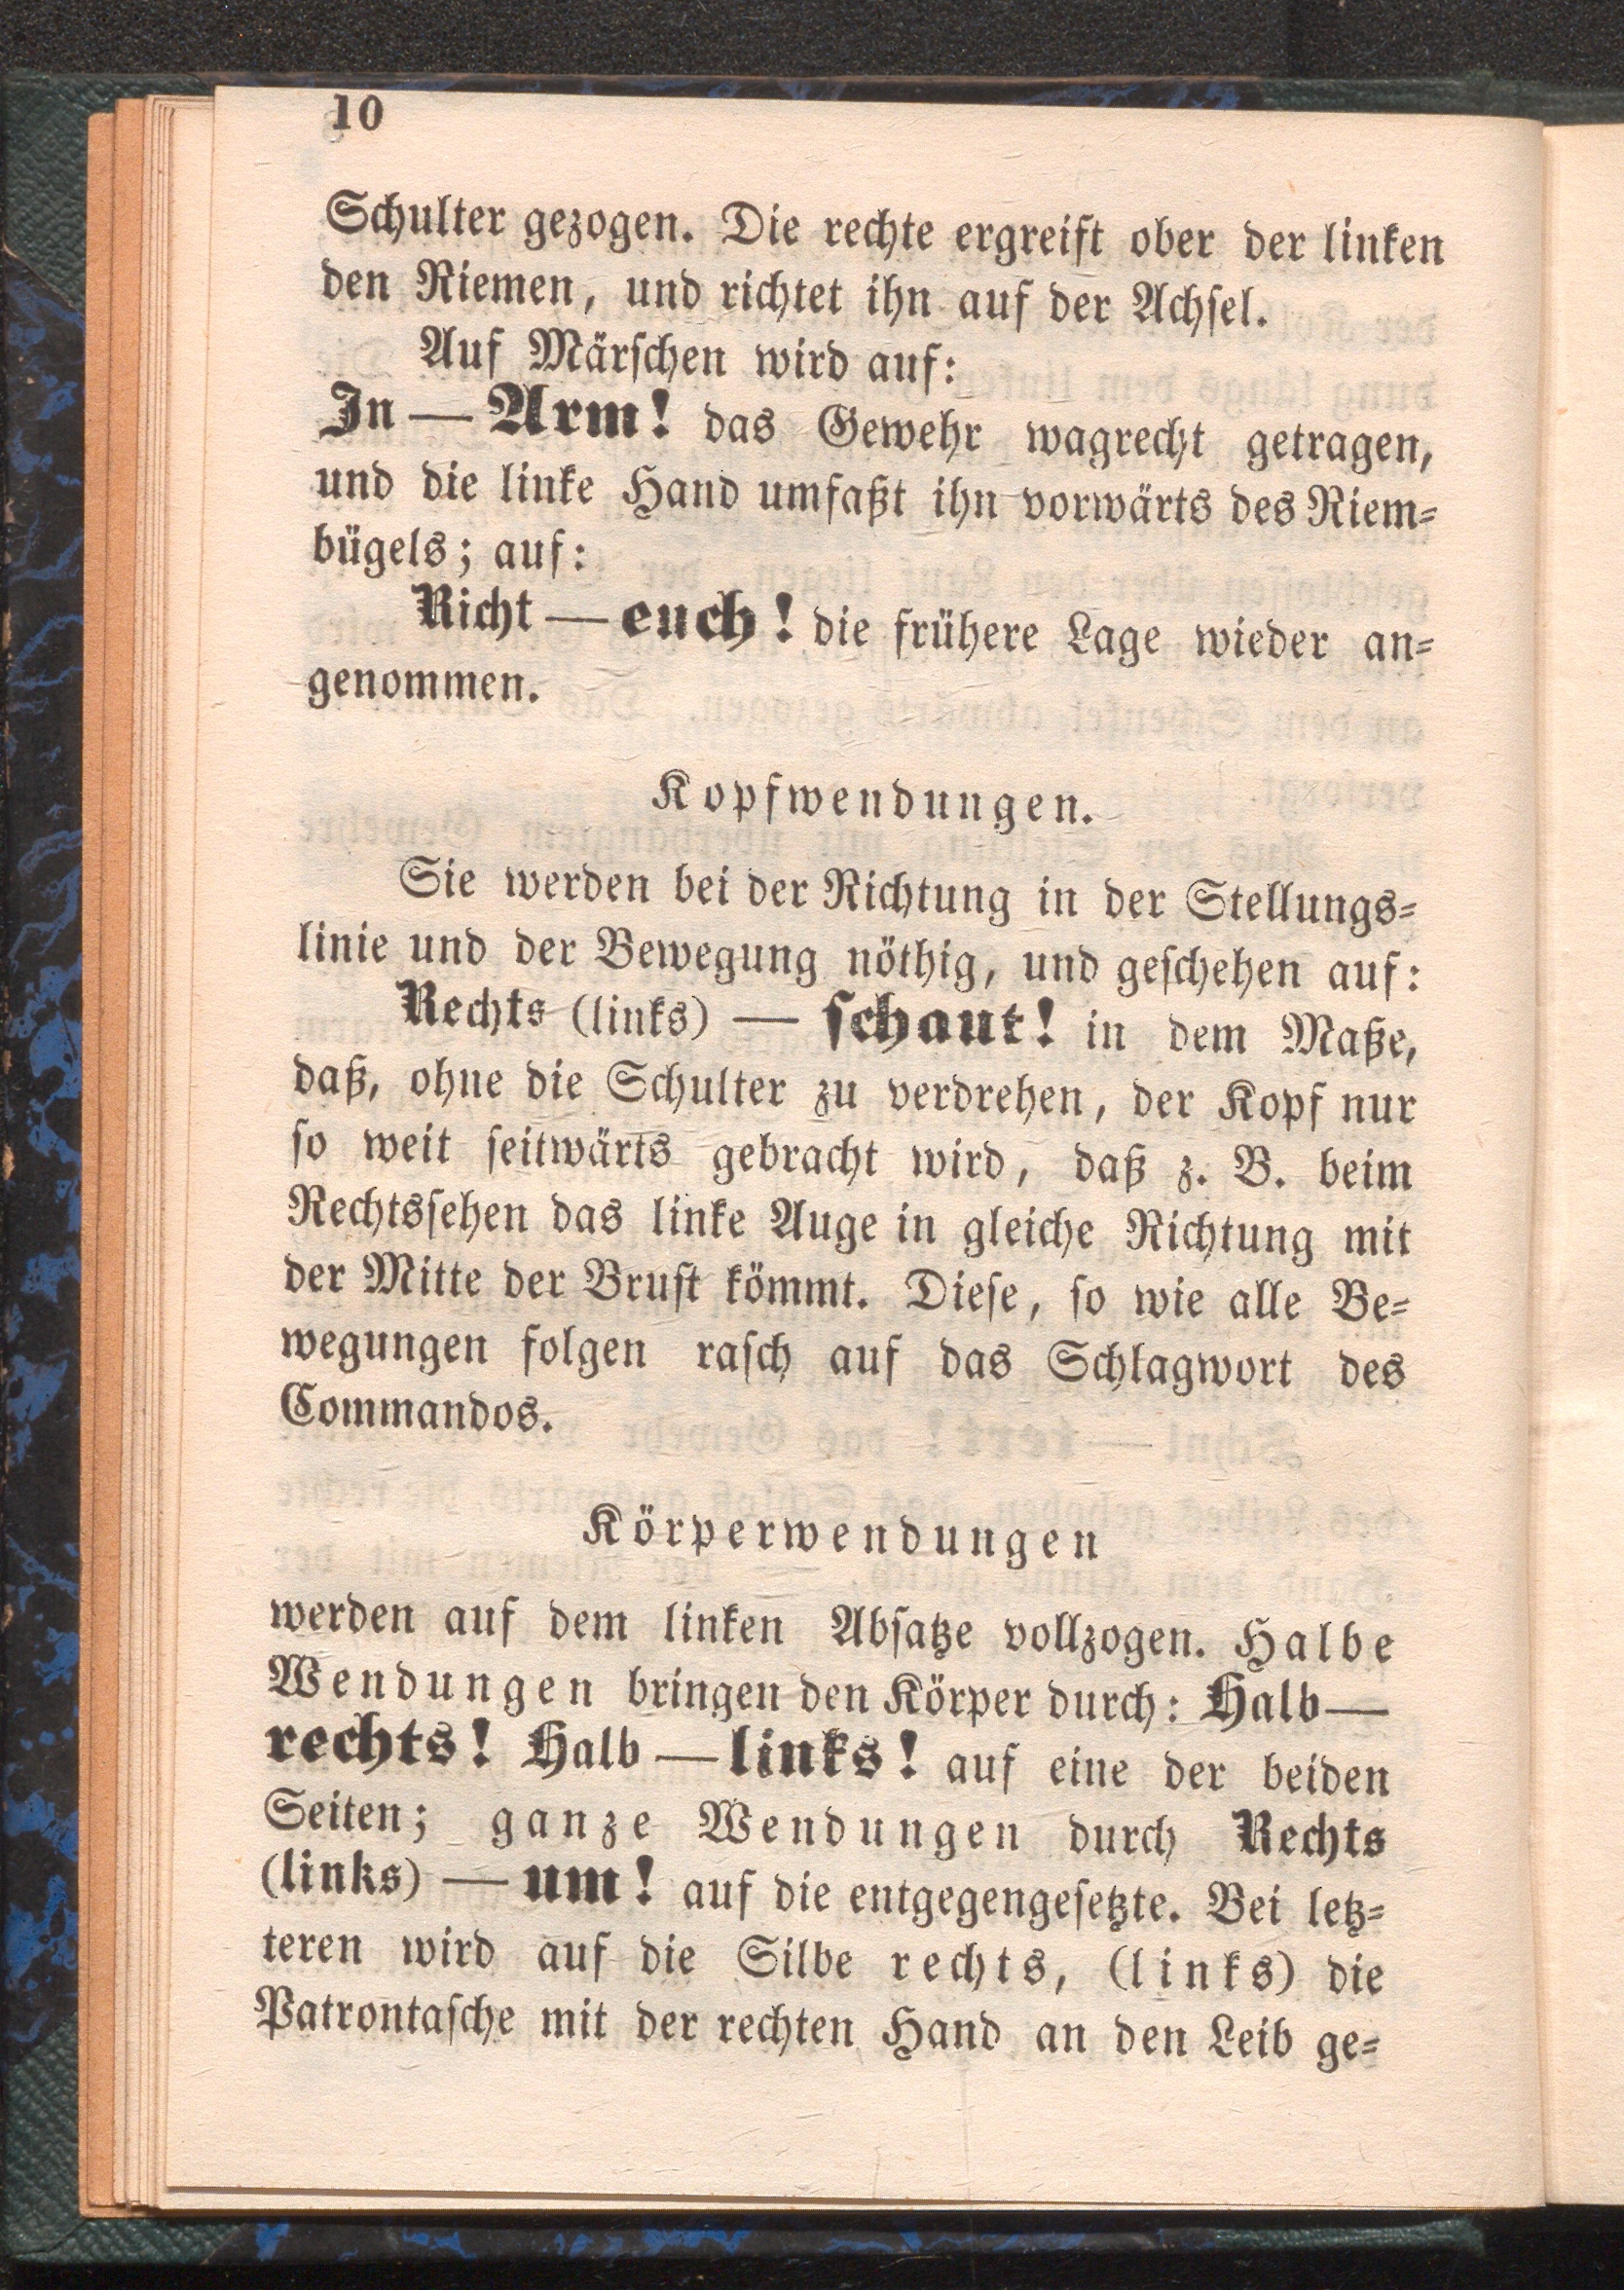 10
Schulter gezogen. Die rechte ergreift ober der linken
den Riemen, und richtet ihn auf der Achsel.
Auf Märschen wird auf:
In — Arm! das Gewehr wagrecht getragen,
und die linke Hand umfaßt ihn vorwärts des Riem-
bügels; auf:
Richt — euch! die frühere Lage wieder an-
genommen.
Kopfwendungen.
Sie werden bei der Richtung in der Stellungs-
linie und der Bewegung nöthig, und geschehen auf:
Rechts (links) — schaut! in dem Maße,
daß, ohne die Schulter zu verdrehen, der Kopf nur
so weit seitwärts gebracht wird, daß z. B. beim
Rechtssehen das linke Auge in gleiche Richtung mit
der Mitte der Brust kömmt. Diese, so wie alle Be-
wegungen folgen rasch auf das Schlagwort des
Commandos.
Körperwendungen
werden auf dem linken Absatze vollzogen. Halbe
Wendungen bringen den Körper durch: Halb —
rechts! Halb — links! auf eine der beiden
Seiten; ganze Wendungen durch Rechts
(links) — um! auf die entgegengesetzte. Bei letz-
teren wird auf die Silbe rechts, (links) die
Patrontasche mit der rechten Hand an den Leib ge-